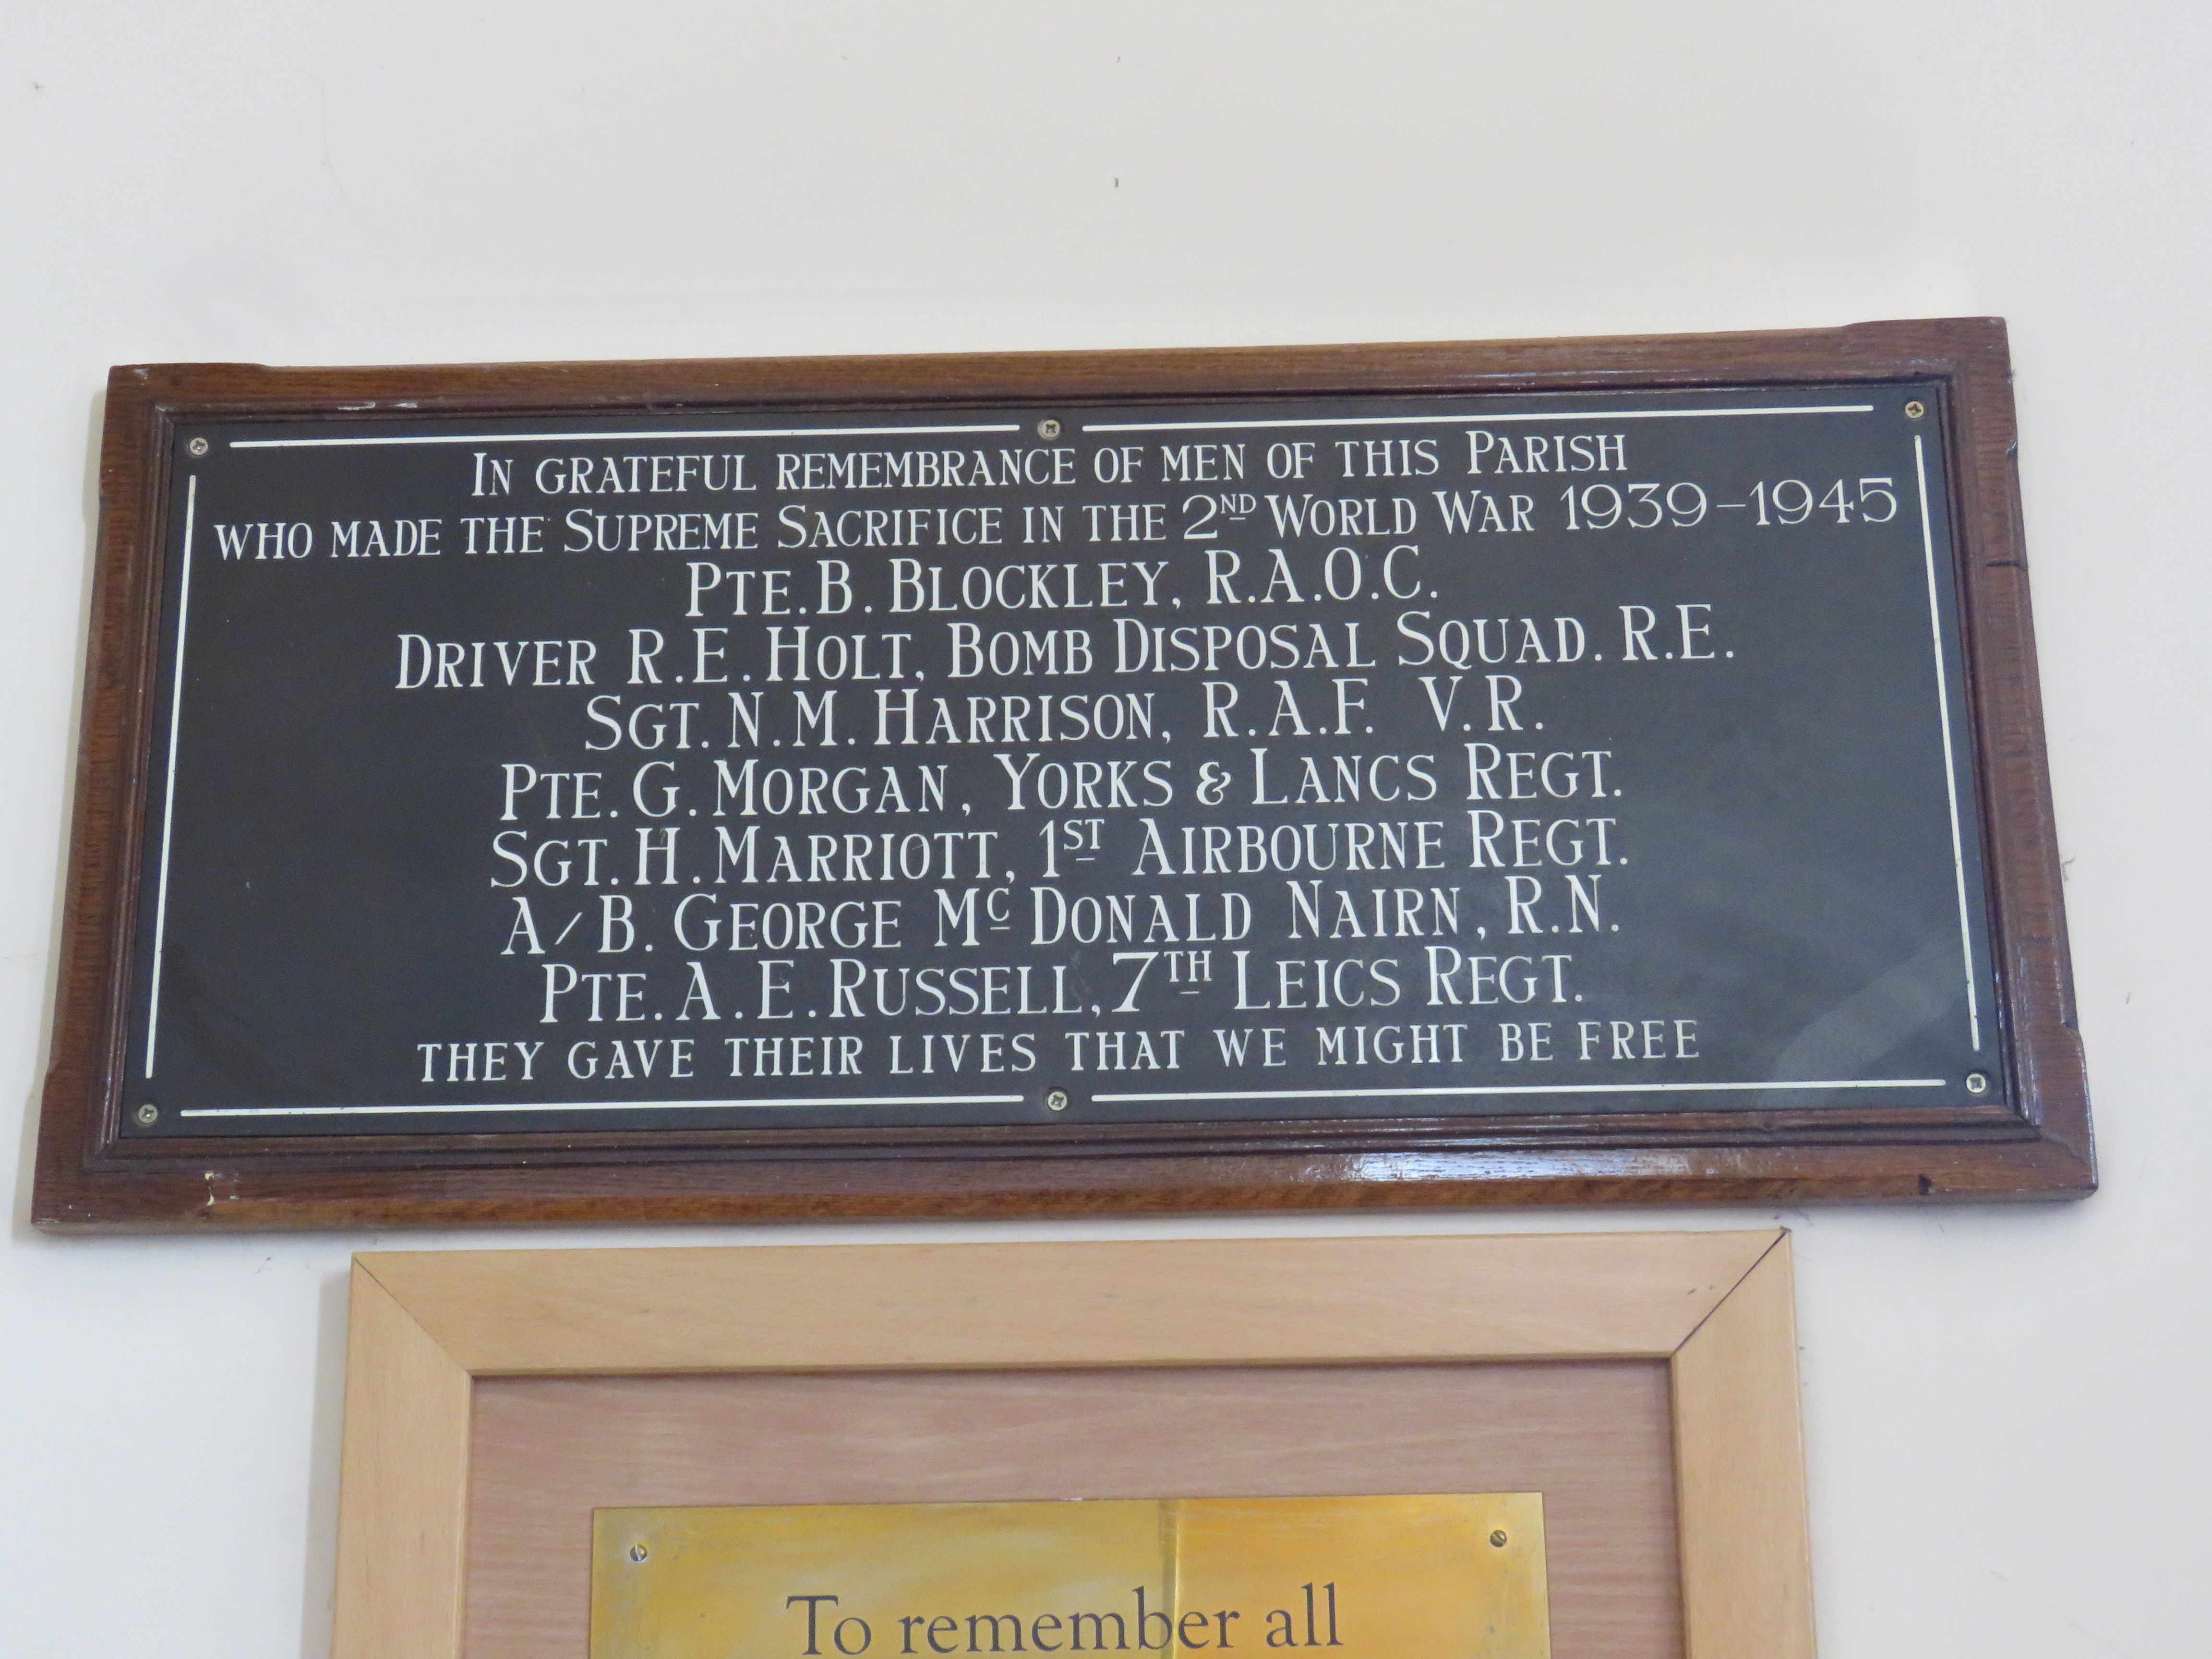 IN GRATEFUL REMEMBRANCE OF MEN OF THIS PARISH
WHO MADE THE SUPREME SACRIFICE IN THE 2ND WORLD WAR 1939-1945
PTE. B. BLOCKLEY, R.A.O.C.
DRIVER R.E. HOLT, BOMB DISPOSAL SQUAD. R.E.
SGT. N.M. HARRISON, R.A.F. V.R.
PTE. G. MORGAN, YORKS & LANCS REGT.
SGT. H. MARRIOTT, 1ST AIRBOURNE REGT.
A/B. GEORGE MC DONALD NAIRN, R.N.
PTE. A. E. RUSSELL, 7TH LEICS REGT.
THEY GAVE THEIR LIVES THAT WE MIGHT BE FREE
To remember all